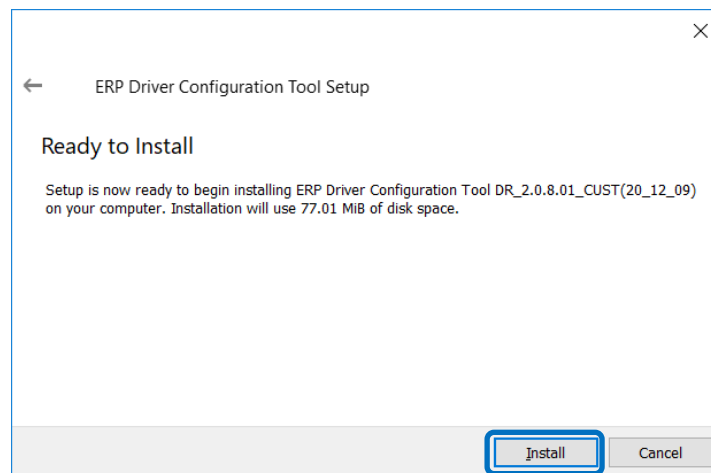 ERP Driver Configuration Tool Setup
Ready to Install
Setup is now ready to begin installing ERP Driver Configuration Tool DR_2.0.8.01_CUST(20_12_09)
on your computer. Installation will use 77.01 MiB of disk space.
Install Cancel